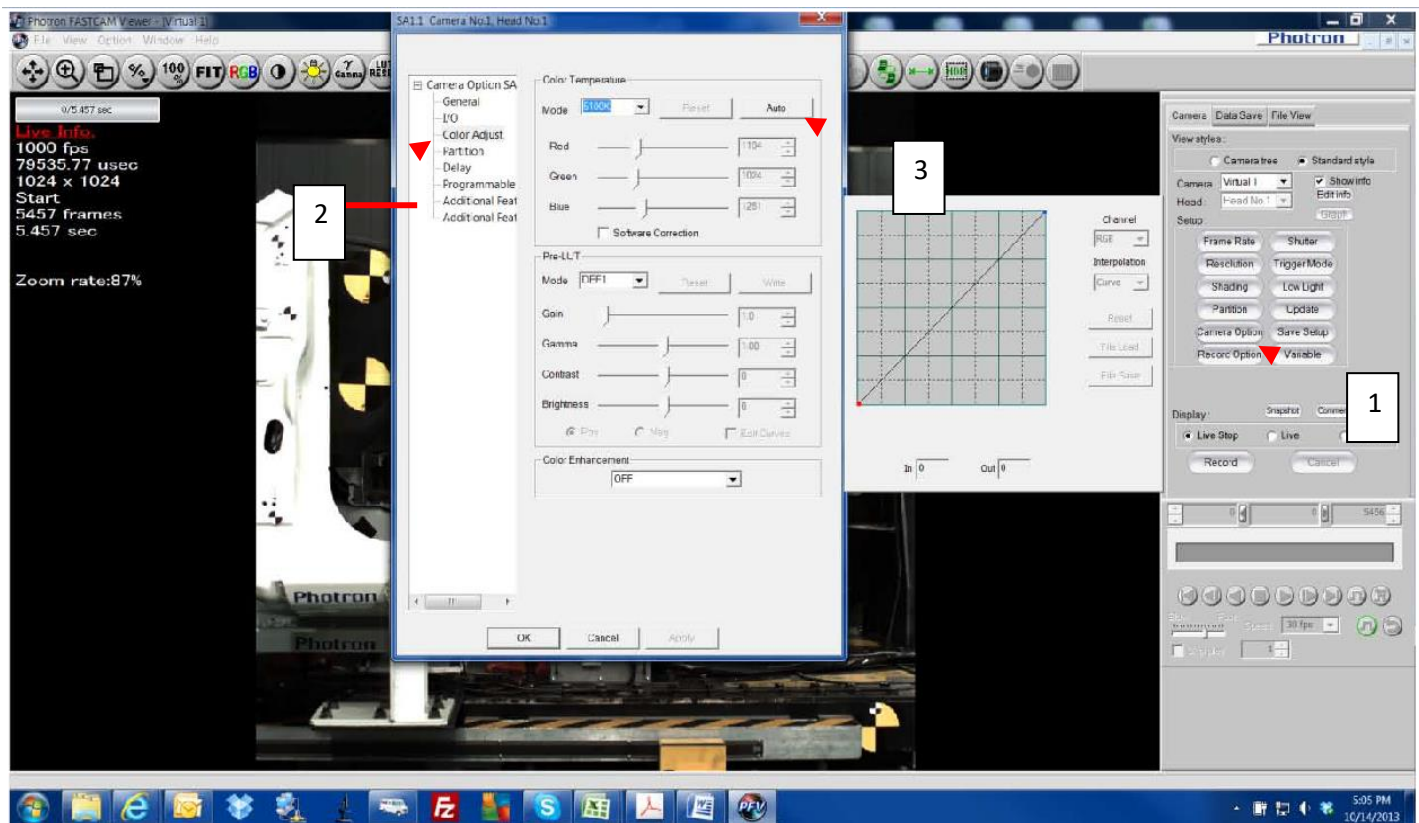 Photron FASTCAM Viewer - [Virtual 1]
File View Option Window Help
Photron
100% FIT RGB Gamma LUT
0/5.457 sec
Live Info.
1000 fps
79535.77 usec
1024 x 1024
Start
5457 frames
5.457 sec
Zoom rate:87%
SA1.1 Camera No.1, Head No.1
Camera Option SA
General
I/O
Color Adjust
Partition
Delay
Programmable
Additional Feat
Additional Feat
Color Temperature
Mode 5100K Reset Auto
Red 1104
Green 1024
Blue 1261
Software Correction
Pre-LUT
Mode OFF1 Reset Write
Gain 1.0
Gamma 1.00
Contrast 0
Brightness 0
Pos Neg Edit Curves
Color Enhancement
OFF
OK Cancel Apply
2
3
Channel
RGB
Interpolation
Curve
Reset
File Load
File Save
In 0 Out 0
Camera Data Save File View
View styles :
Camera tree Standard style
Camera Virtual 1 Show info
Head : Head No.1 Edit info
Setup : Graph
Frame Rate Shutter
Resolution Trigger Mode
Shading Low Light
Partition Update
Camera Option Save Setup
Record Option Variable
1
Display : Snapshot
Live Stop Live
Record Cancel
0 0 5456
30 fps
1
Photron
Photron
PFV
5:05 PM
10/14/2013